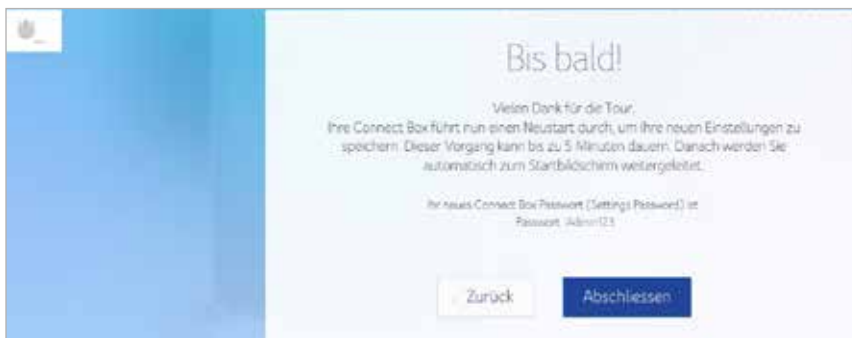 Bis bald!
Vielen Dank für die Tour.
Ihre Connect Box führt nun einen Neustart durch, um Ihre neuen Einstellungen zu
speichern. Dieser Vorgang kann bis zu 5 Minuten dauern. Danach werden Sie
automatisch zum Startbildschirm weitergeleitet.
Ihr neues Connect Box Passwort (Settings Password) ist
Passwort: Admin123
Zurück
Abschliessen